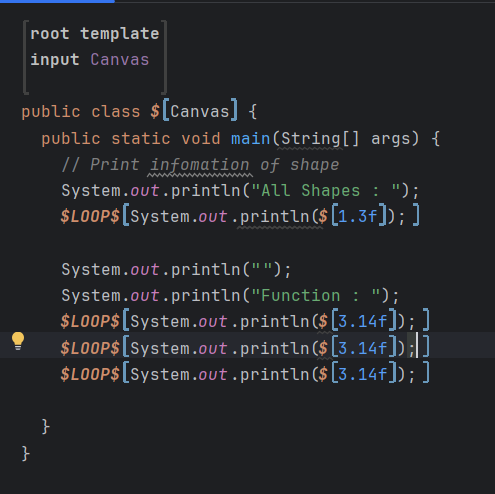 root template
input Canvas
public class $[Canvas] {
public static void main(String[] args) {
// Print infomation of shape
System.out.println("All Shapes : ");
$LOOP$[System.out.println($[1.3f]); ]
System.out.println("");
System.out.println("Function : ");
$LOOP$[System.out.println($[3.14f]); ]
$LOOP$[System.out.println($[3.14f]); ]
$LOOP$[System.out.println($[3.14f]); ]
}
}